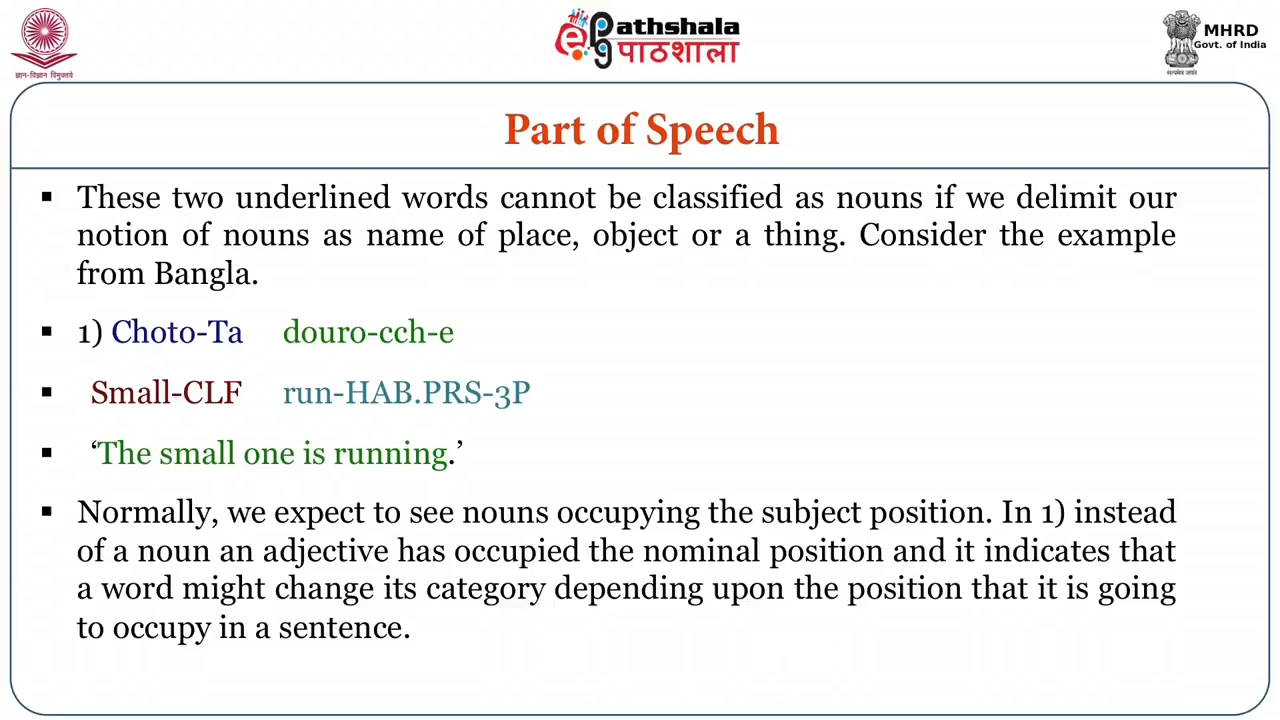 ज्ञान-विज्ञान विमुक्तये
ePathshala
पाठशाला
MHRD
Govt. of India
सत्यमेव जयते
Part of Speech
▪ These two underlined words cannot be classified as nouns if we delimit our
notion of nouns as name of place, object or a thing. Consider the example
from Bangla.
▪ 1) Choto-Ta douro-cch-e
▪ Small-CLF run-HAB.PRS-3P
▪ ‘The small one is running.’
▪ Normally, we expect to see nouns occupying the subject position. In 1) instead
of a noun an adjective has occupied the nominal position and it indicates that
a word might change its category depending upon the position that it is going
to occupy in a sentence.